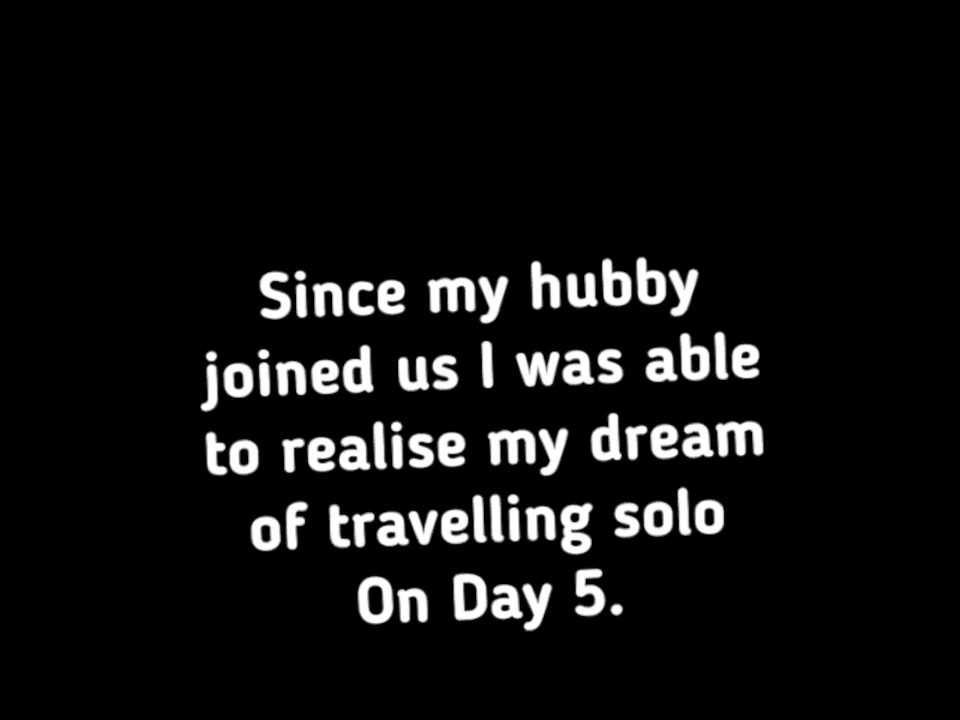 Since my hubby
joined us I was able
to realise my dream
of travelling solo
On Day 5.